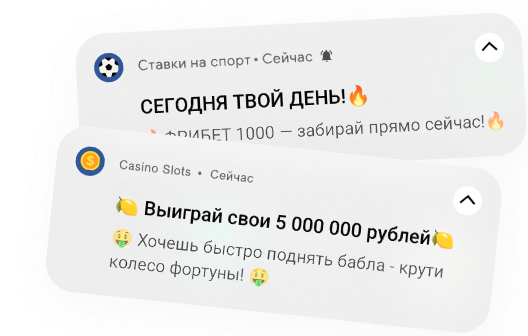 Ставки на спорт • Сейчас
СЕГОДНЯ ТВОЙ ДЕНЬ!🔥
🔥 ФРИБЕТ 1000 — забирай прямо сейчас!🔥
Casino Slots • Сейчас
🍋 Выиграй свои 5 000 000 рублей🍋
🤑 Хочешь быстро поднять бабла - крути
колесо фортуны! 🤑